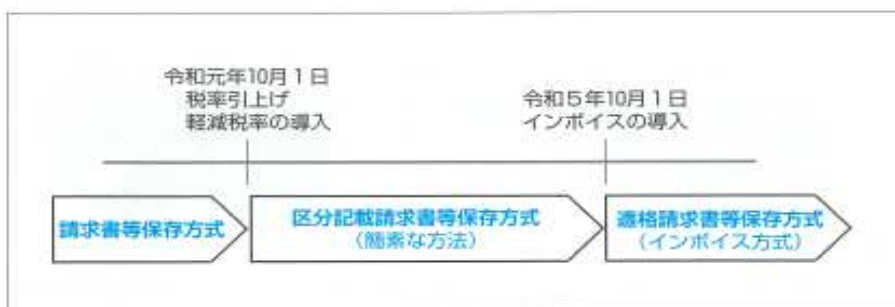 令和元年10月1日
税率引上げ
軽減税率の導入
令和5年10月1日
インボイスの導入
請求書等保存方式
区分記載請求書等保存方式
(簡素な方法)
適格請求書等保存方式
(インボイス方式)